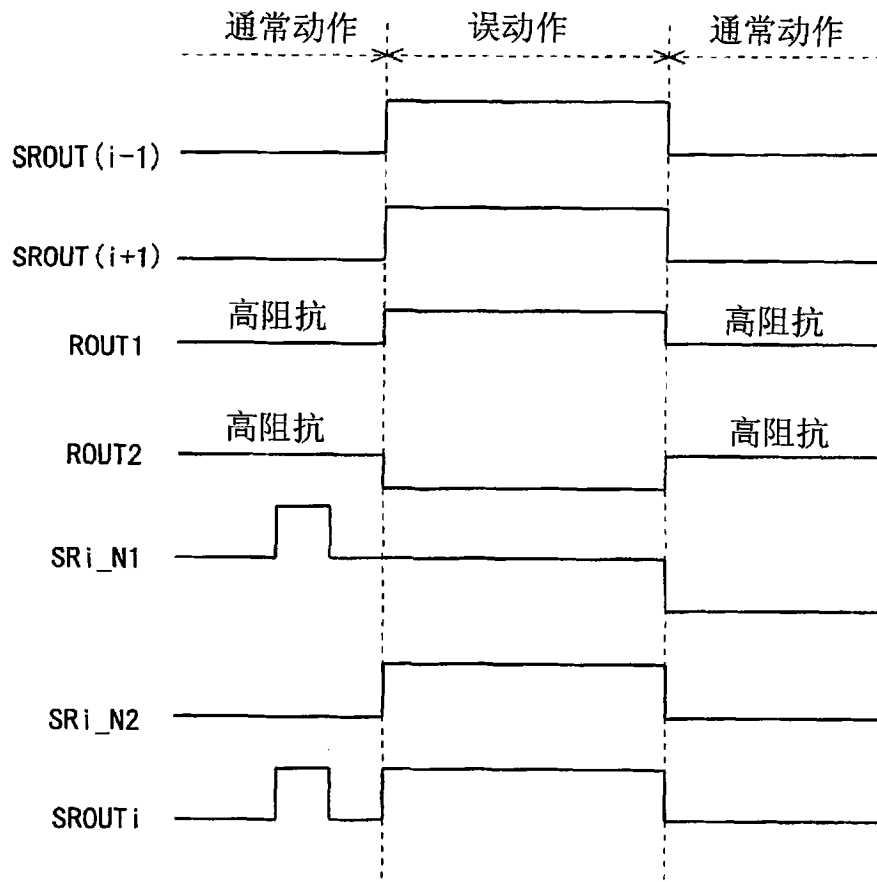 通常动作 误动作 通常动作
SROUT(i-1)
SROUT(i+1)
高阻抗 高阻抗
ROUT1
高阻抗 高阻抗
ROUT2
SRi_N1
SRi_N2
SROUTi